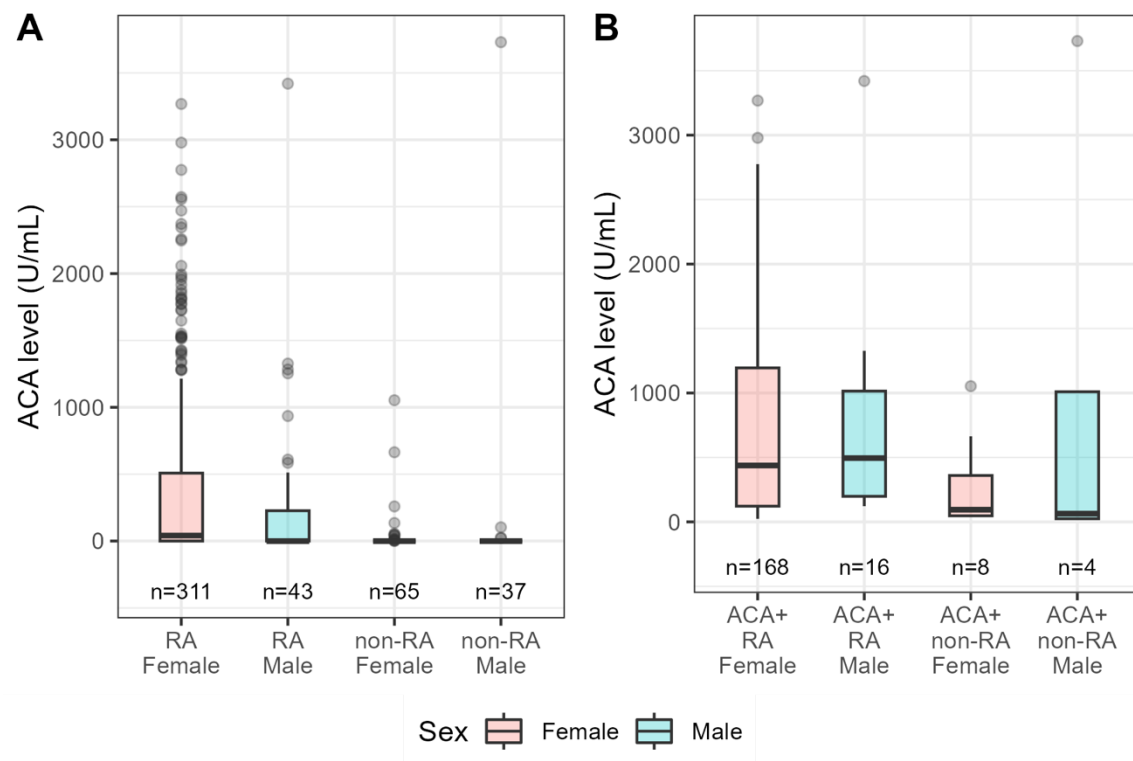 A
ACA level (U/mL)
3000
2000
1000
0
n=311 n=43 n=65 n=37
RA RA non-RA non-RA
Female Male Female Male
B
ACA level (U/mL)
3000
2000
1000
0
n=168 n=16 n=8 n=4
ACA+ ACA+ ACA+ ACA+
RA RA non-RA non-RA
Female Male Female Male
Sex Female Male